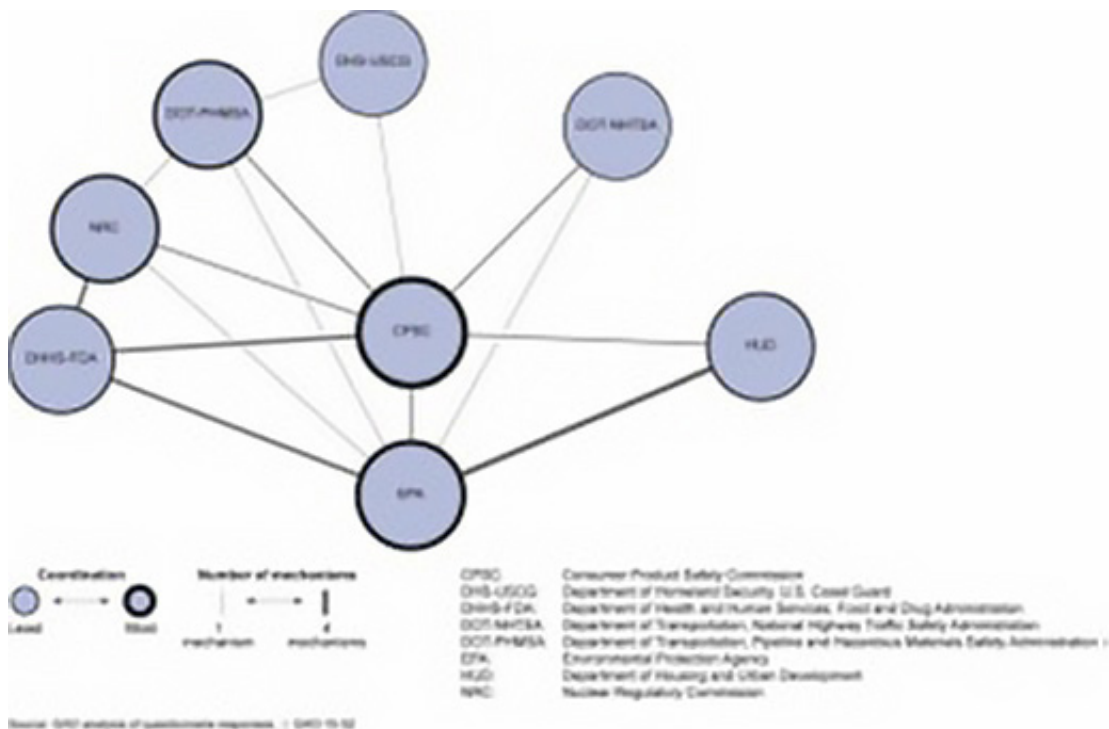 DHS-USCG
DOT-PHMSA
DOT-NHTSA
NRC
CPSC
HUD
DHHS-FDA
EPA
Coordination
Least
Most
Number of mechanisms
1
mechanism
4
mechanisms
CPSC: Consumer Product Safety Commission
DHS-USCG: Department of Homeland Security, U.S. Coast Guard
DHHS-FDA: Department of Health and Human Services, Food and Drug Administration
DOT-NHTSA: Department of Transportation, National Highway Traffic Safety Administration
DOT-PHMSA: Department of Transportation, Pipeline and Hazardous Materials Safety Administration
EPA: Environmental Protection Agency
HUD: Department of Housing and Urban Development
NRC: Nuclear Regulatory Commission
Source: GAO analysis of questionnaire responses. | GAO-15-52